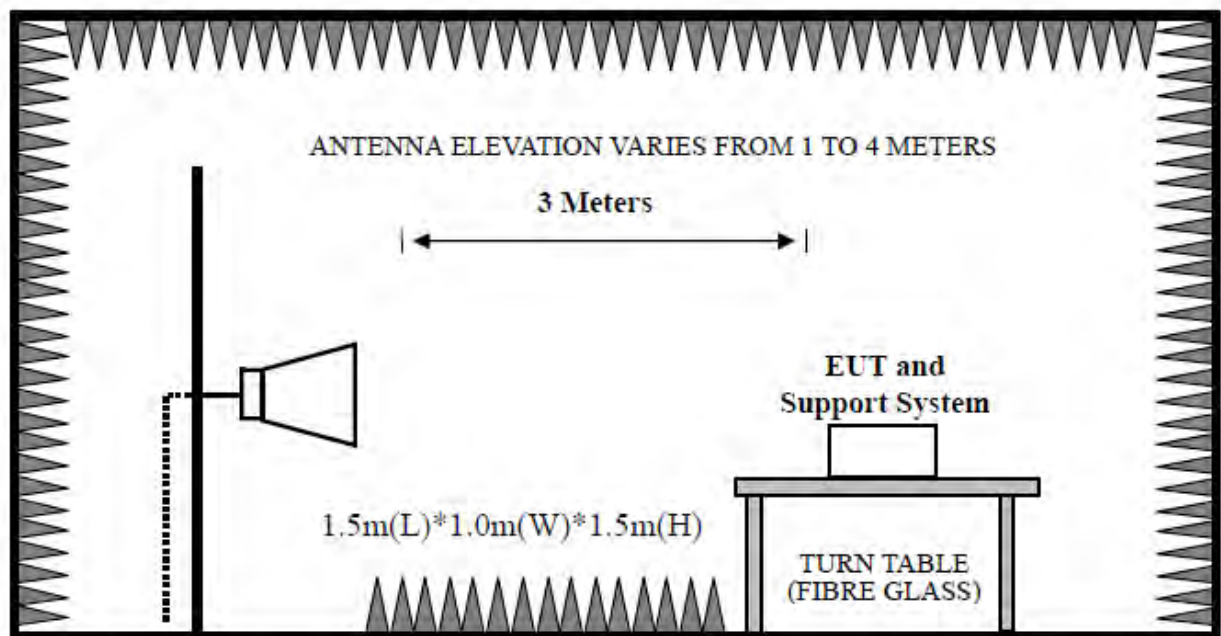 ANTENNA ELEVATION VARIES FROM 1 TO 4 METERS
3 Meters
EUT and
Support System
1.5m(L)*1.0m(W)*1.5m(H)
TURN TABLE
(FIBRE GLASS)